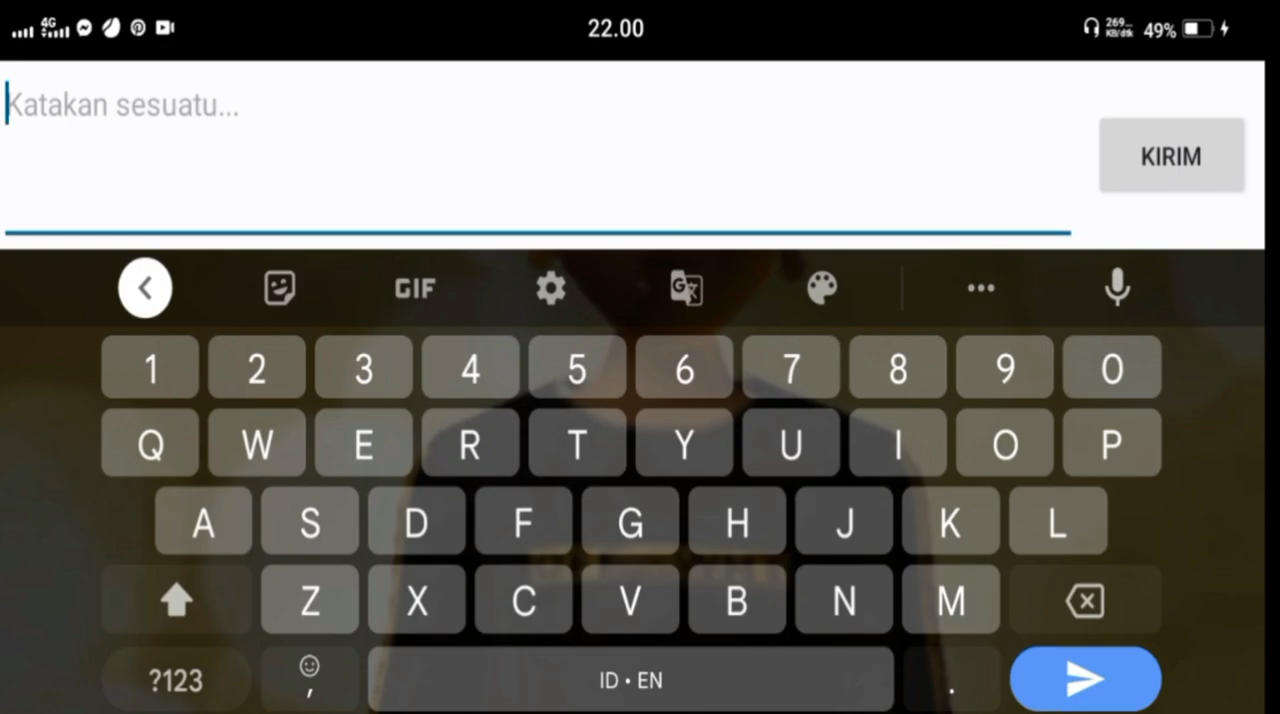 4G 22.00 269... KB/dtk 49%
Katakan sesuatu...
KIRIM
GIF
1 2 3 4 5 6 7 8 9 0
Q W E R T Y U I O P
A S D F G H J K L
Z X C V B N M
?123 , ID • EN .